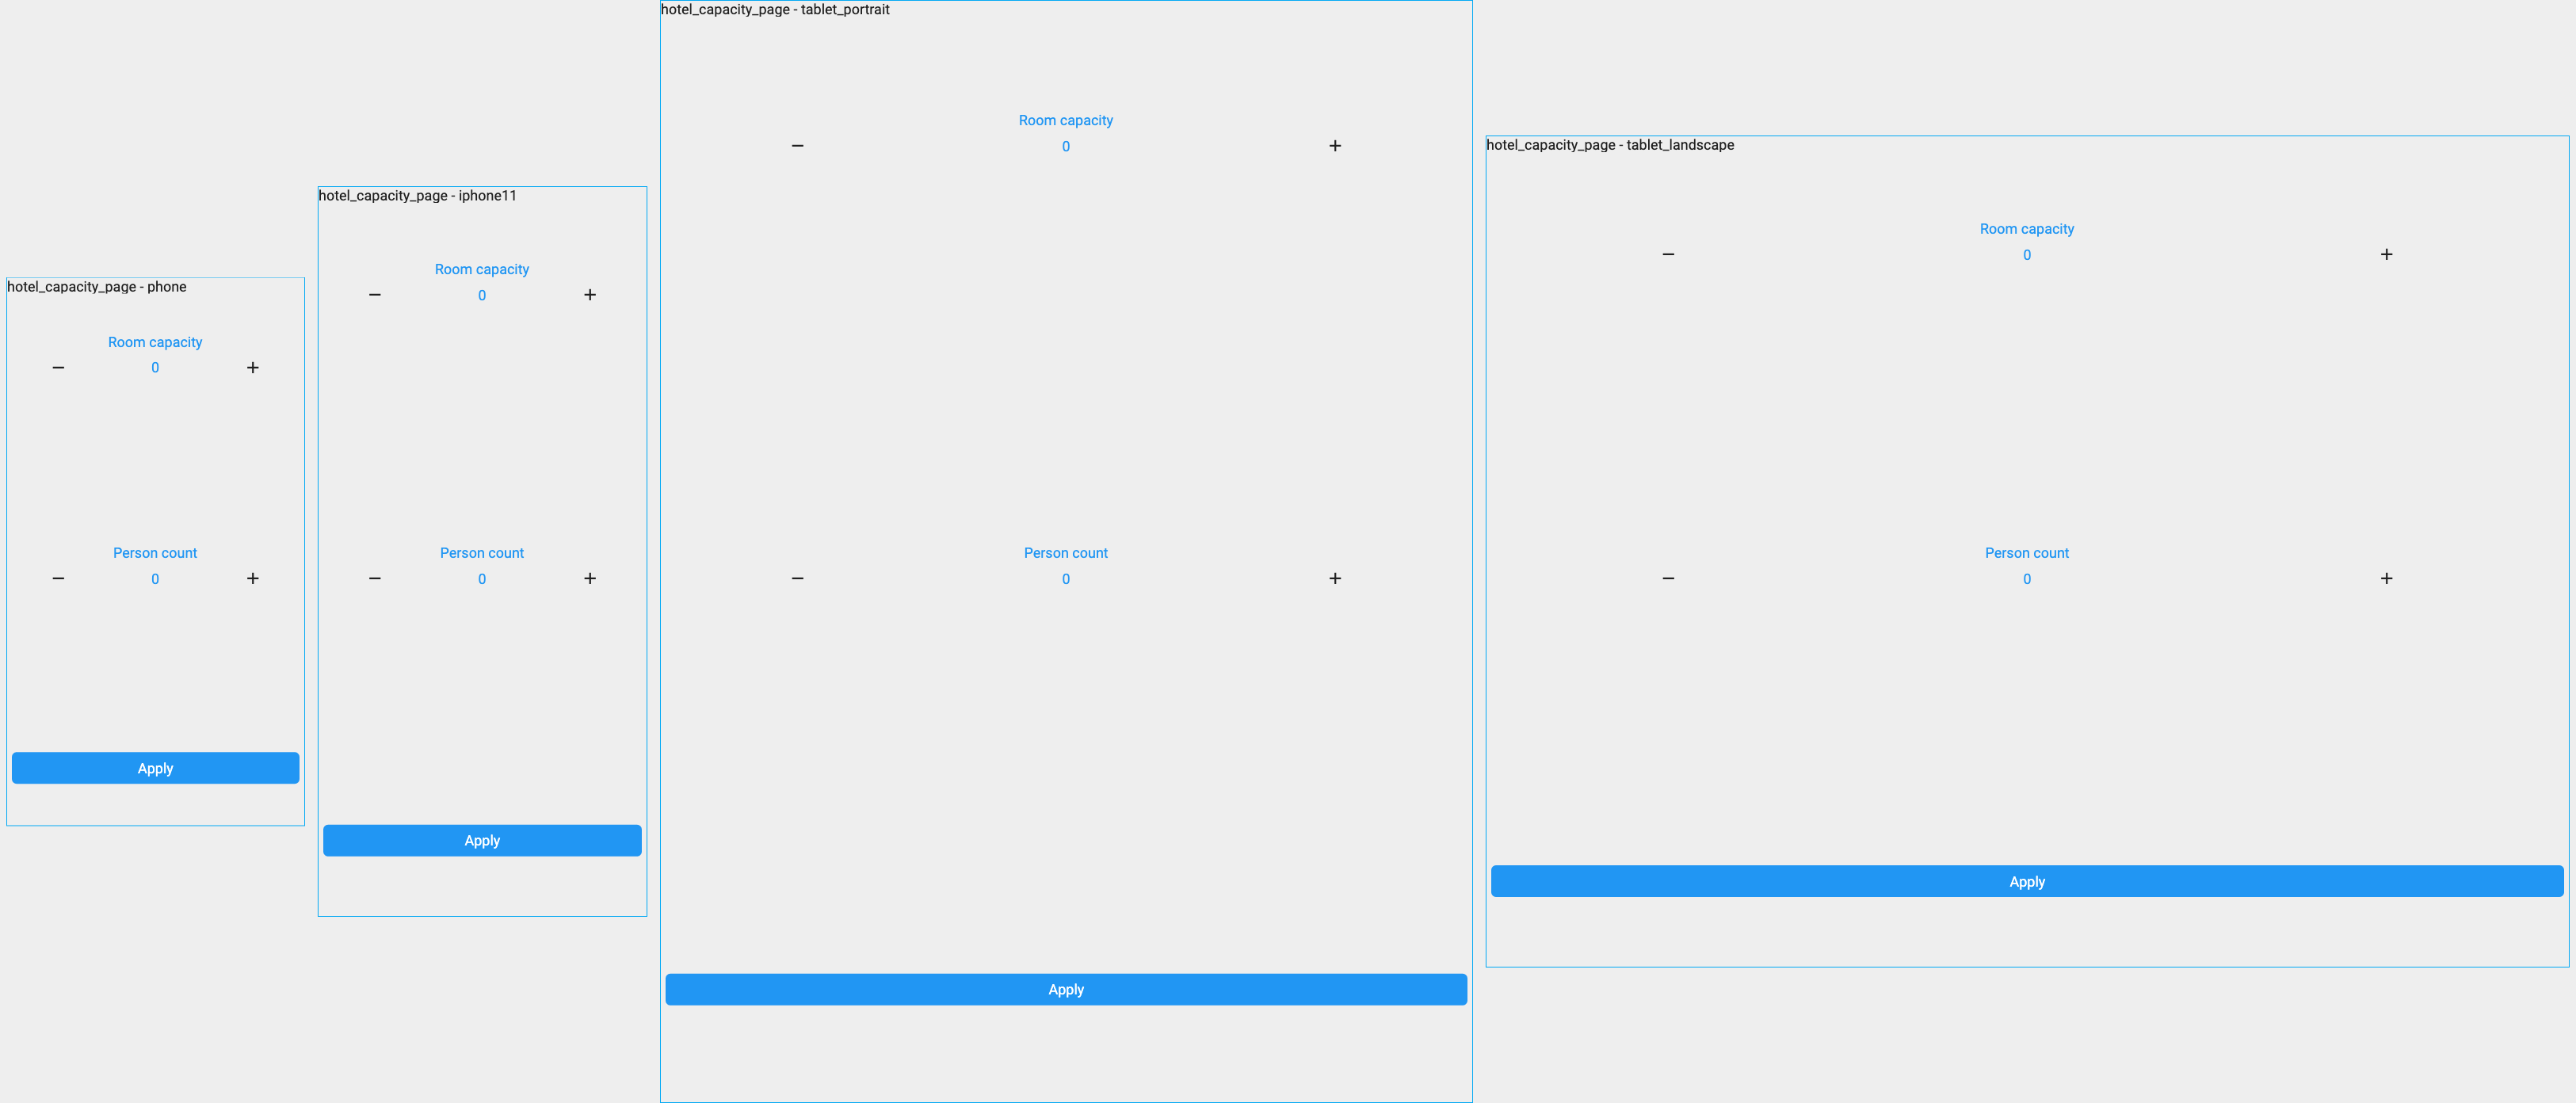 hotel_capacity_page - phone
Room capacity
− 0 +
Person count
− 0 +
Apply
hotel_capacity_page - iphone11
Room capacity
− 0 +
Person count
− 0 +
Apply
hotel_capacity_page - tablet_portrait
Room capacity
− 0 +
Person count
− 0 +
Apply
hotel_capacity_page - tablet_landscape
Room capacity
− 0 +
Person count
− 0 +
Apply